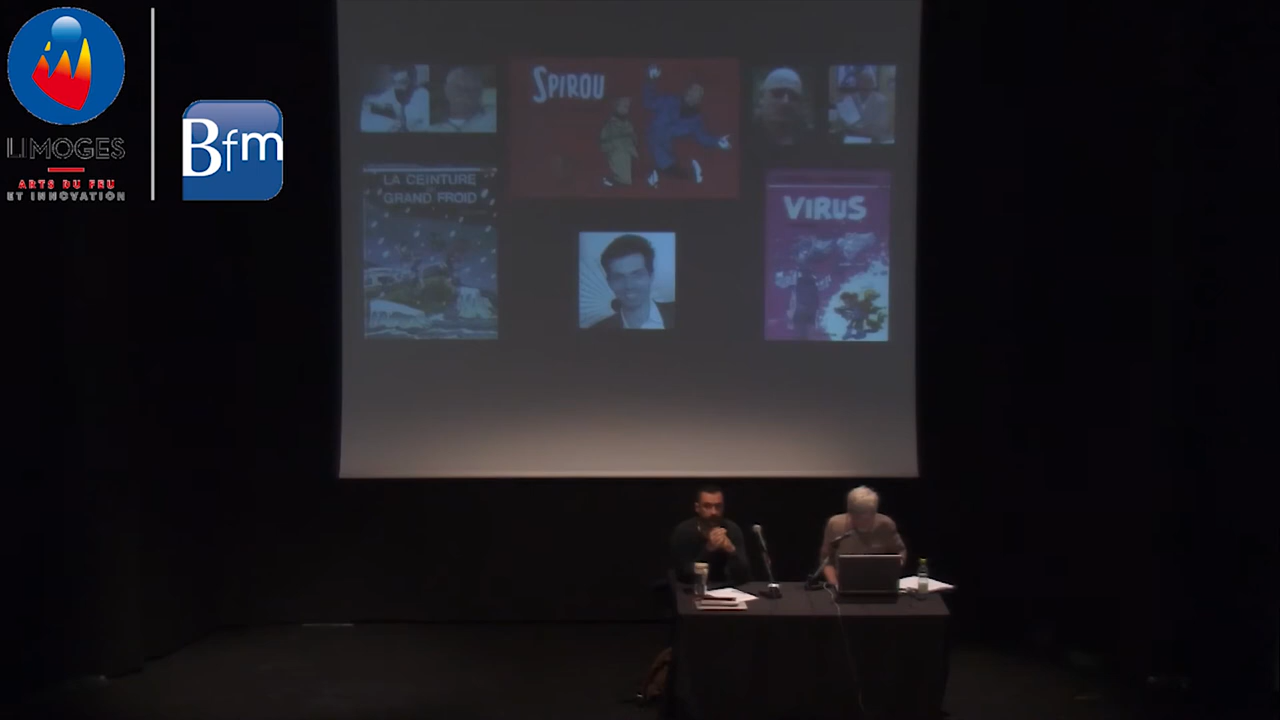 LIMOGES
ARTS DU FEU
ET INNOVATION
Bfm
SPIROU
LA CEINTURE
GRAND FROID
VIRUS